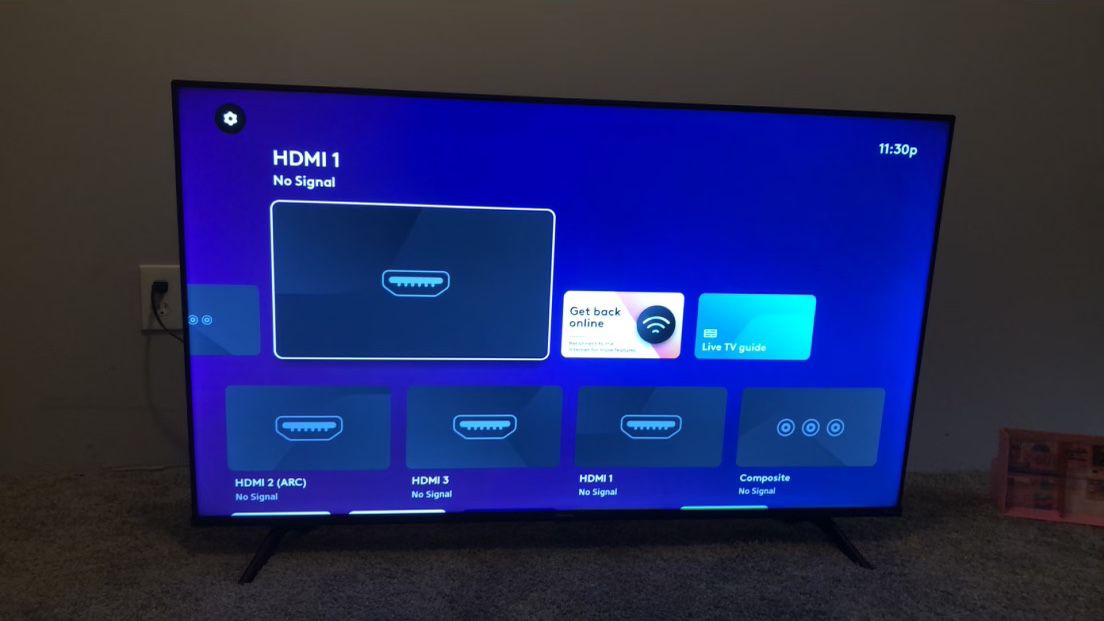 HDMI 1
No Signal
11:30p
Get back
online
Live TV guide
HDMI 2 (ARC)
No Signal
HDMI 3
No Signal
HDMI 1
No Signal
Composite
No Signal